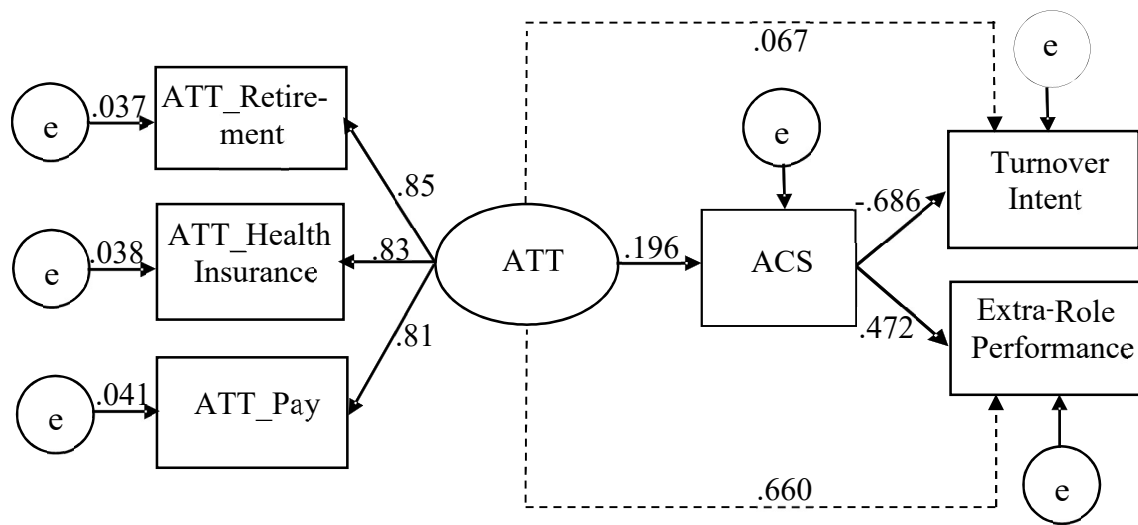 .067
e
e
.037
ATT_Retire-
ment
e
Turnover
Intent
.85
-.686
e
.038
ATT_Health
Insurance
.83
ATT
.196
ACS
Extra-Role
Performance
.472
.81
e
.041
ATT_Pay
.660
e